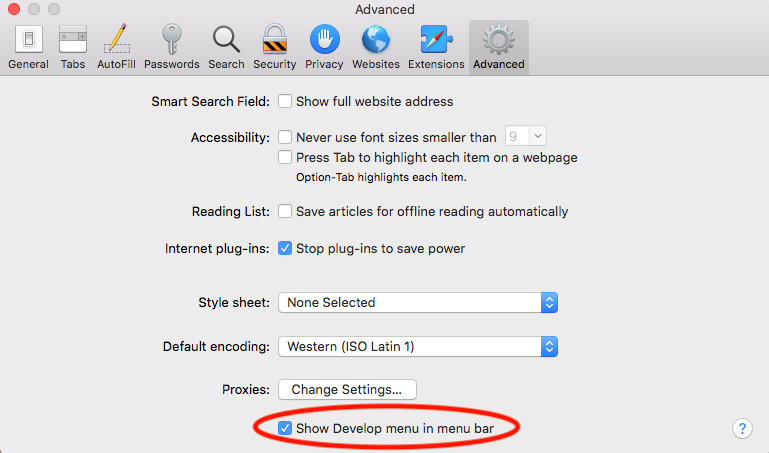 Advanced
General Tabs AutoFill Passwords Search Security Privacy Websites Extensions Advanced
Smart Search Field: Show full website address
Accessibility: Never use font sizes smaller than 9
Press Tab to highlight each item on a webpage
Option-Tab highlights each item.
Reading List: Save articles for offline reading automatically
Internet plug-ins: Stop plug-ins to save power
Style sheet: None Selected
Default encoding: Western (ISO Latin 1)
Proxies: Change Settings...
Show Develop menu in menu bar ?